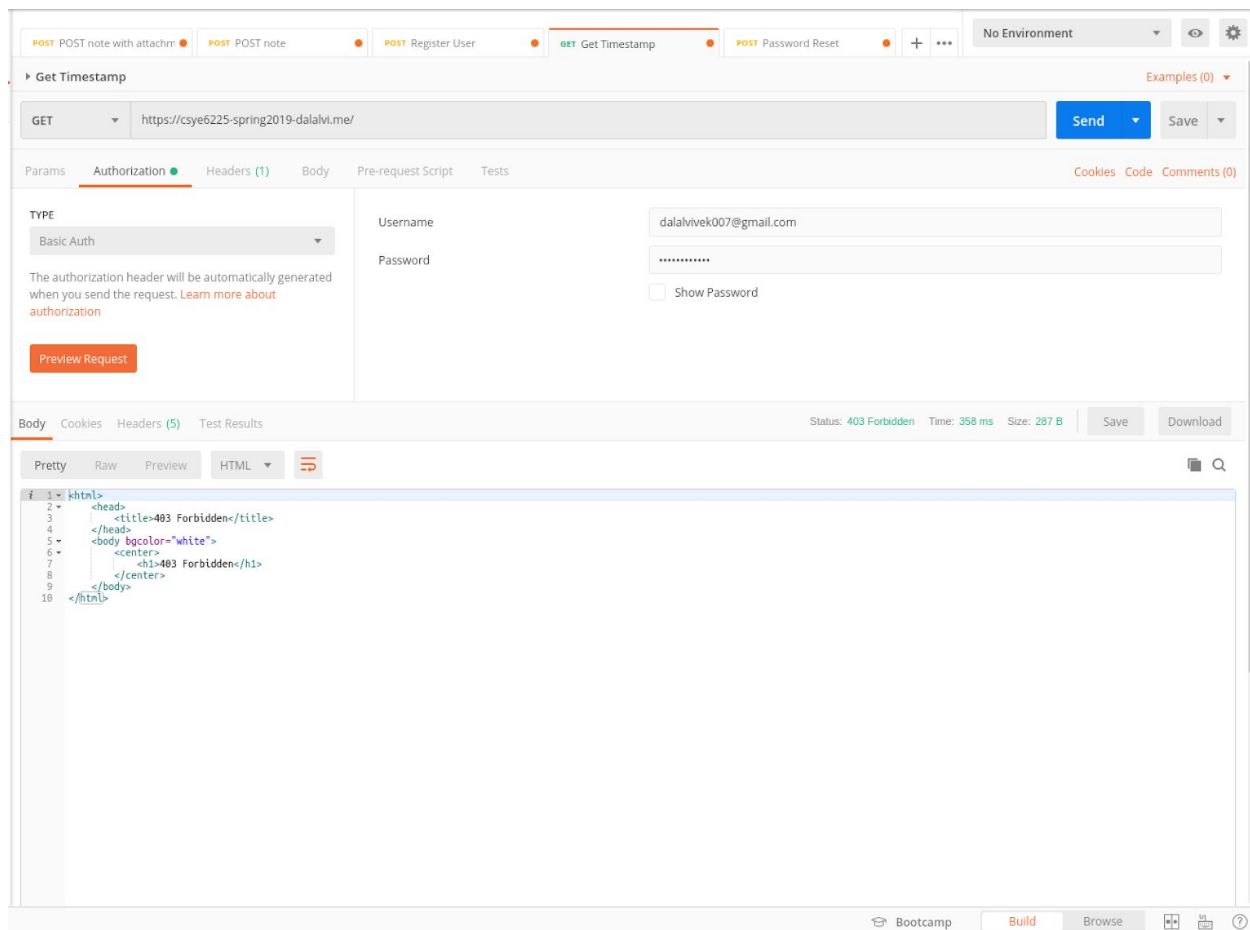 POST POST note with attachm POST POST note POST Register User GET Get Timestamp POST Password Reset + ••• No Environment
Get Timestamp Examples (0)
GET https://csye6225-spring2019-dalalvi.me/ Send Save
Params Authorization Headers (1) Body Pre-request Script Tests Cookies Code Comments (0)
TYPE
Basic Auth
The authorization header will be automatically generated
when you send the request. Learn more about
authorization
Preview Request
Username dalalvivek007@gmail.com
Password ••••••••••••
Show Password
Body Cookies Headers (5) Test Results Status: 403 Forbidden Time: 358 ms Size: 287 B Save Download
Pretty Raw Preview HTML
i 1 <html>
2 <head>
3 <title>403 Forbidden</title>
4 </head>
5 <body bgcolor="white">
6 <center>
7 <h1>403 Forbidden</h1>
8 </center>
9 </body>
10 </html>
Bootcamp Build Browse ?